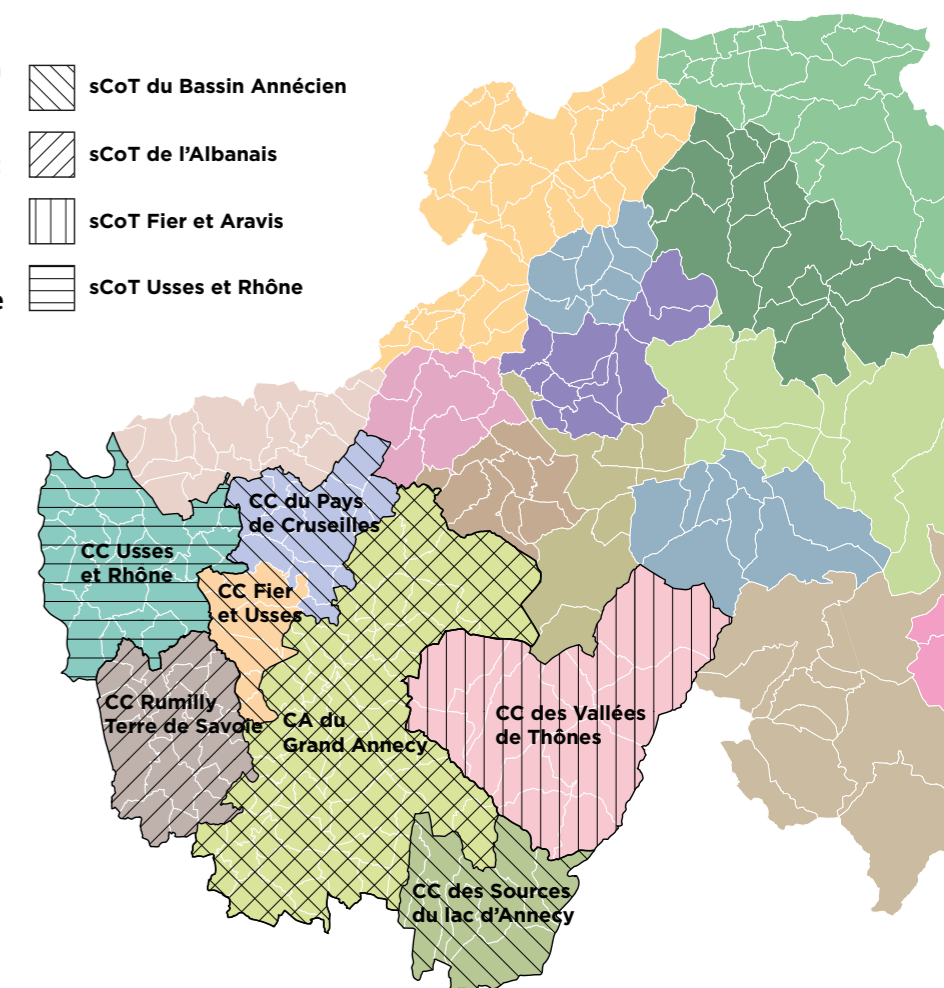 sCoT du Bassin Annécien
sCoT de l'Albanais
sCoT Fier et Aravis
sCoT Usses et Rhône
CC du Pays
de Cruseilles
CC Usses
et Rhône
CC Fier
et Usses
CC Rumilly
Terre de Savoie
CA du
Grand Annecy
CC des Vallées
de Thônes
CC des Sources
du lac d'Annecy